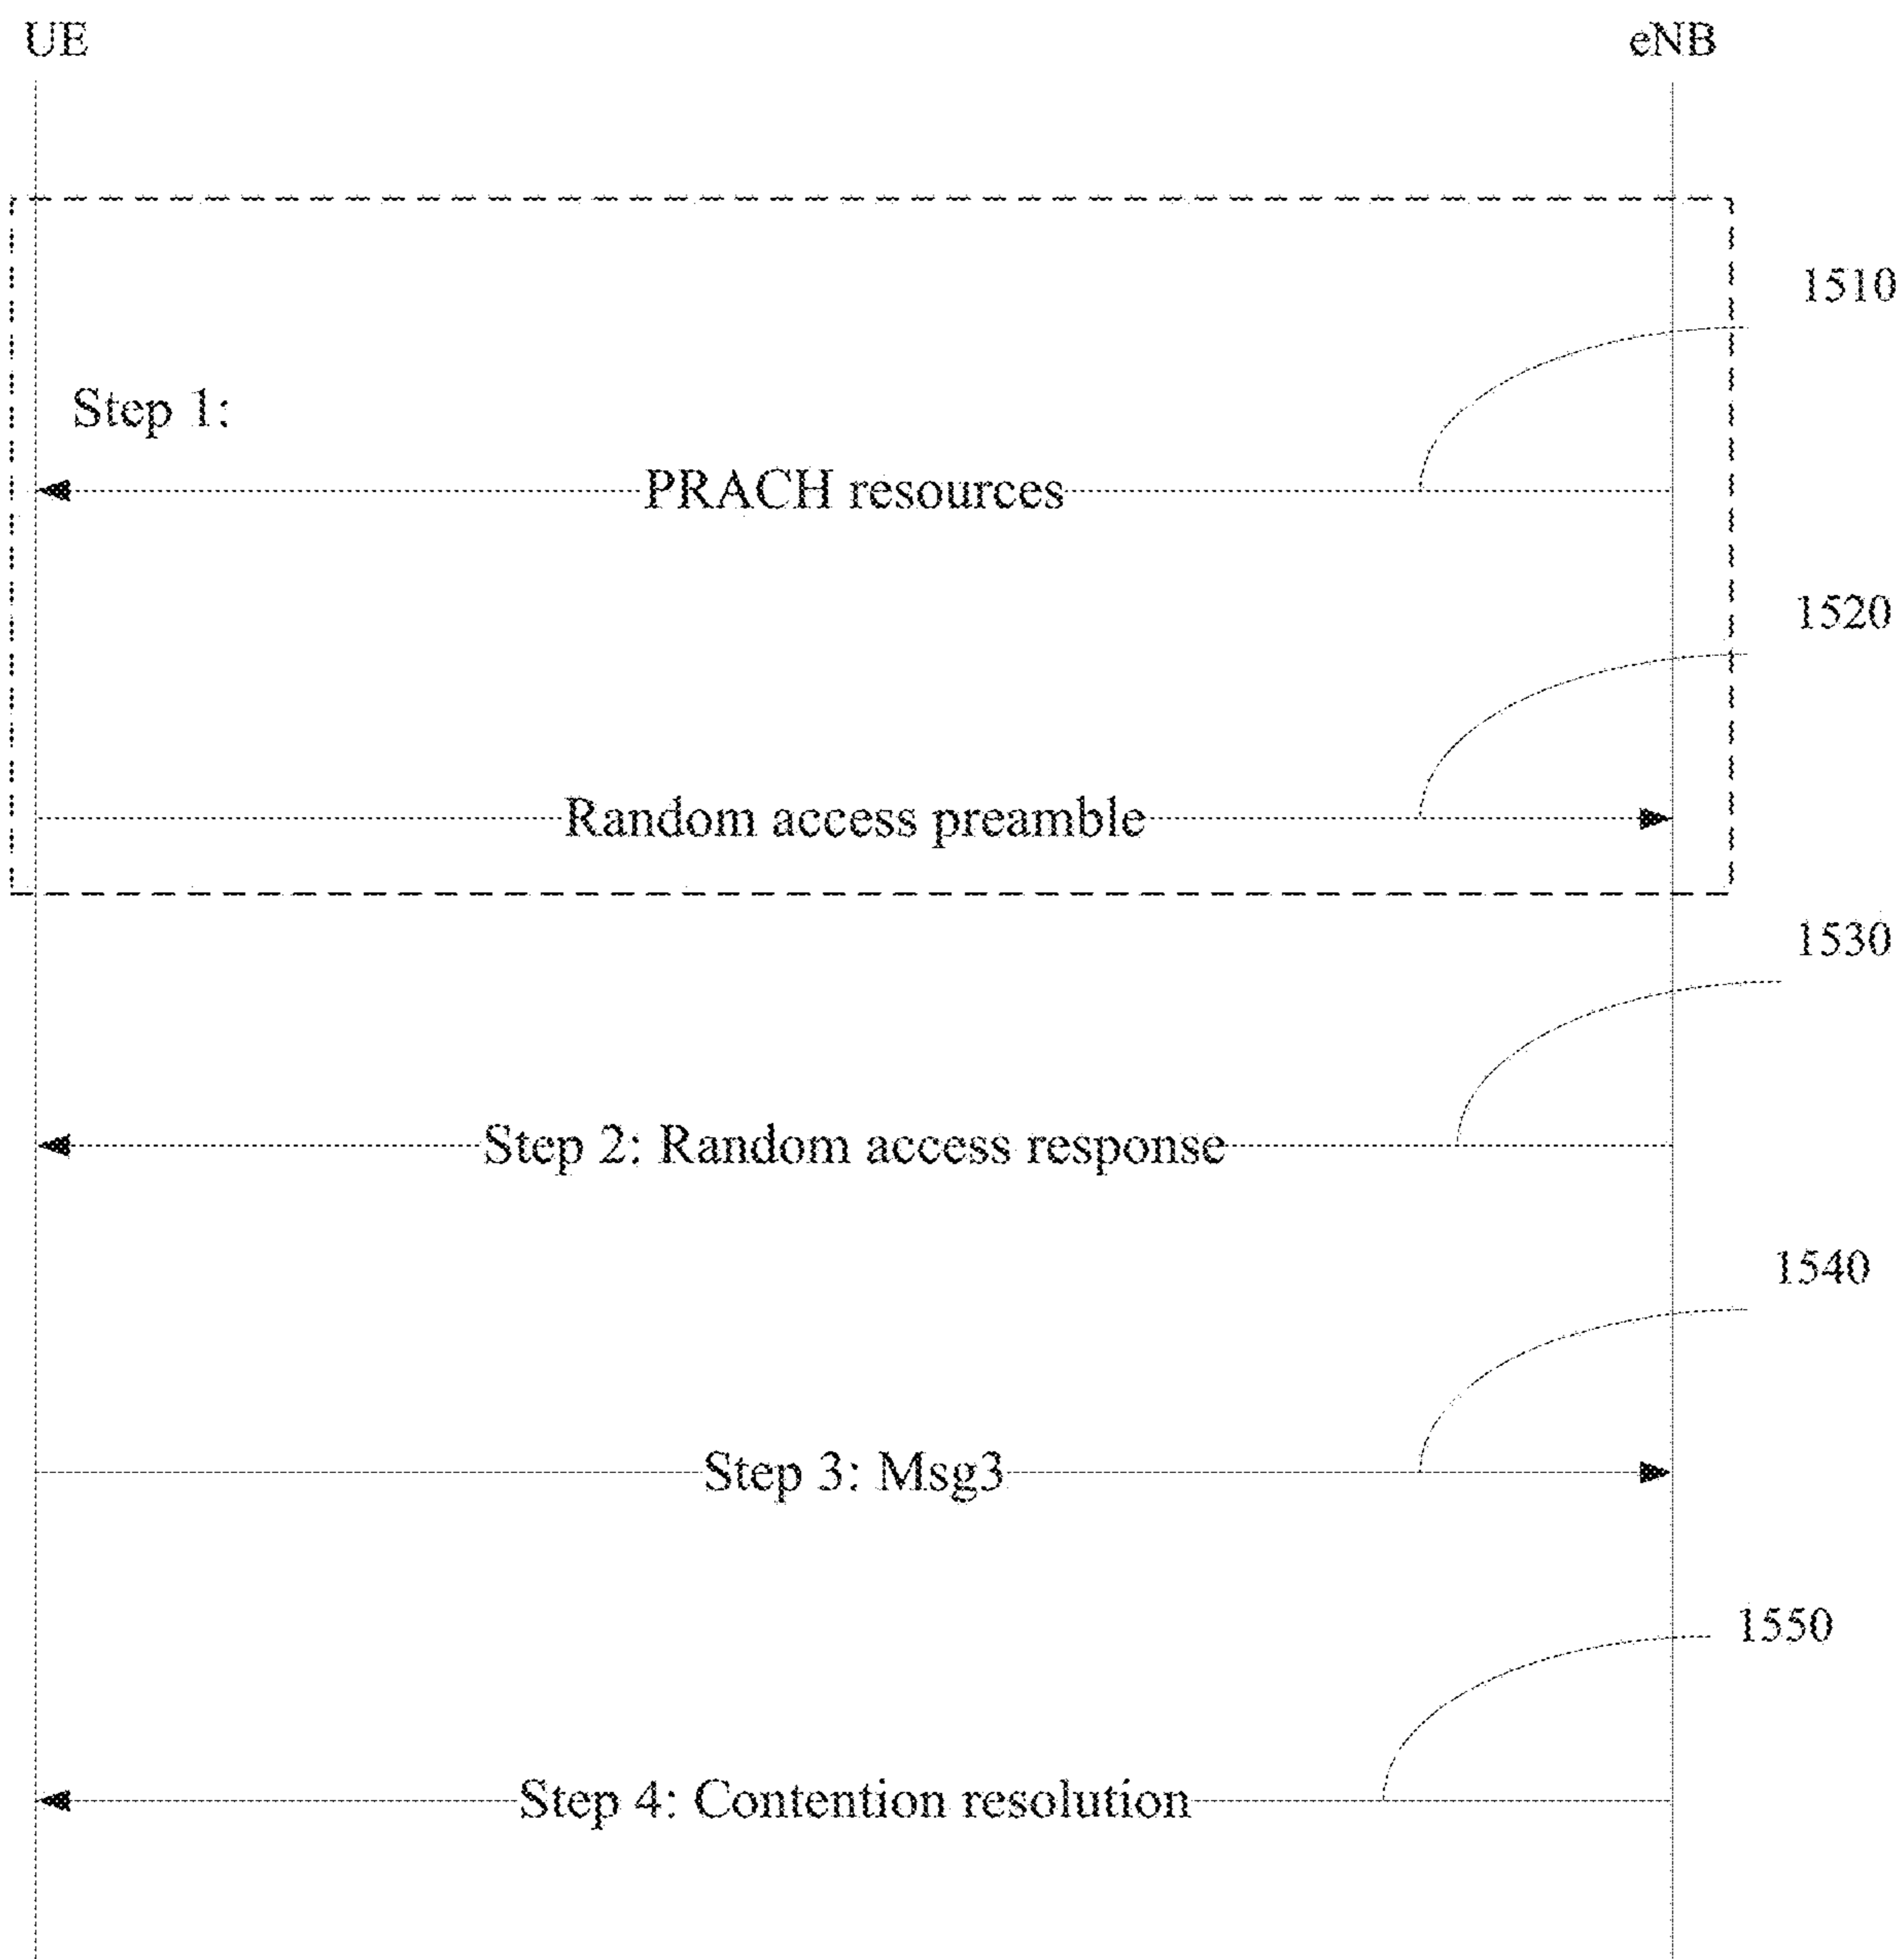 UE
eNB
1510
Step 1:
PRACH resources
1520
Random access preamble
1530
Step 2: Random access response
1540
Step 3: Msg3
1550
Step 4: Contention resolution